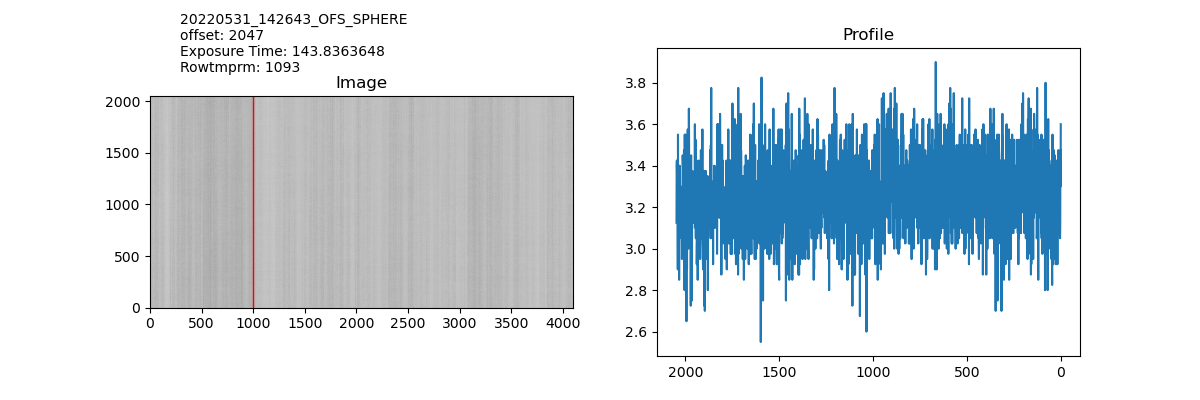 20220531_142643_OFS_SPHERE
offset: 2047
Exposure Time: 143.8363648
Rowtmprm: 1093
Image
2000
1500
1000
500
0
0 500 1000 1500 2000 2500 3000 3500 4000
Profile
3.8
3.6
3.4
3.2
3.0
2.8
2.6
2000 1500 1000 500 0